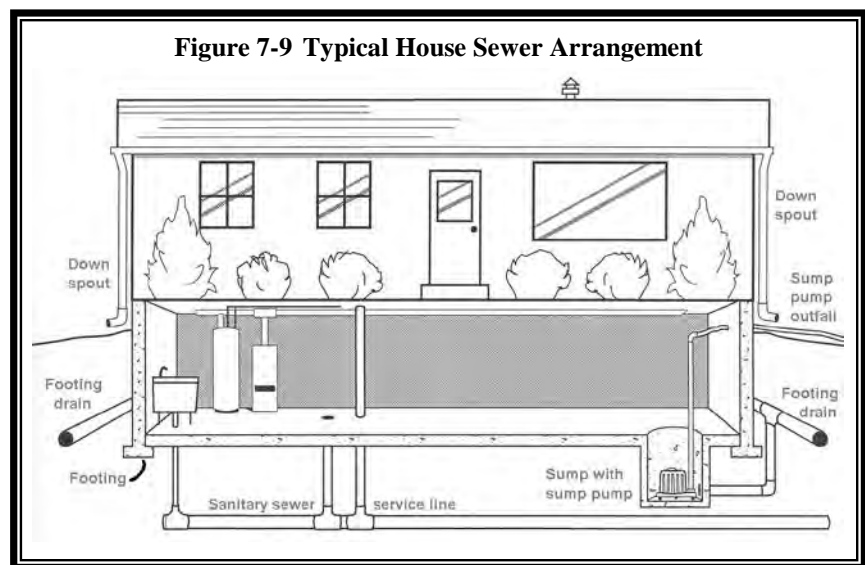 Figure 7-9 Typical House Sewer Arrangement
Down
spout
Down
spout
Sump
pump
outfall
Footing
drain
Footing
drain
Footing
Sump with
sump pump
Sanitary sewer
service line